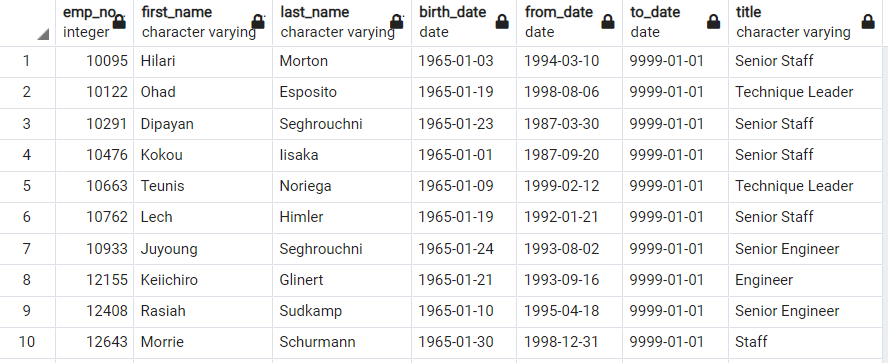 emp_no first_name last_name birth_date from_date to_date title
integer character varying character varying date date date character varying
1 10095 Hilari Morton 1965-01-03 1994-03-10 9999-01-01 Senior Staff
2 10122 Ohad Esposito 1965-01-19 1998-08-06 9999-01-01 Technique Leader
3 10291 Dipayan Seghrouchni 1965-01-23 1987-03-30 9999-01-01 Senior Staff
4 10476 Kokou Iisaka 1965-01-01 1987-09-20 9999-01-01 Senior Staff
5 10663 Teunis Noriega 1965-01-09 1999-02-12 9999-01-01 Technique Leader
6 10762 Lech Himler 1965-01-19 1992-01-21 9999-01-01 Senior Staff
7 10933 Juyoung Seghrouchni 1965-01-24 1993-08-02 9999-01-01 Senior Engineer
8 12155 Keiichiro Glinert 1965-01-21 1993-09-16 9999-01-01 Engineer
9 12408 Rasiah Sudkamp 1965-01-10 1995-04-18 9999-01-01 Senior Engineer
10 12643 Morrie Schurmann 1965-01-30 1998-12-31 9999-01-01 Staff